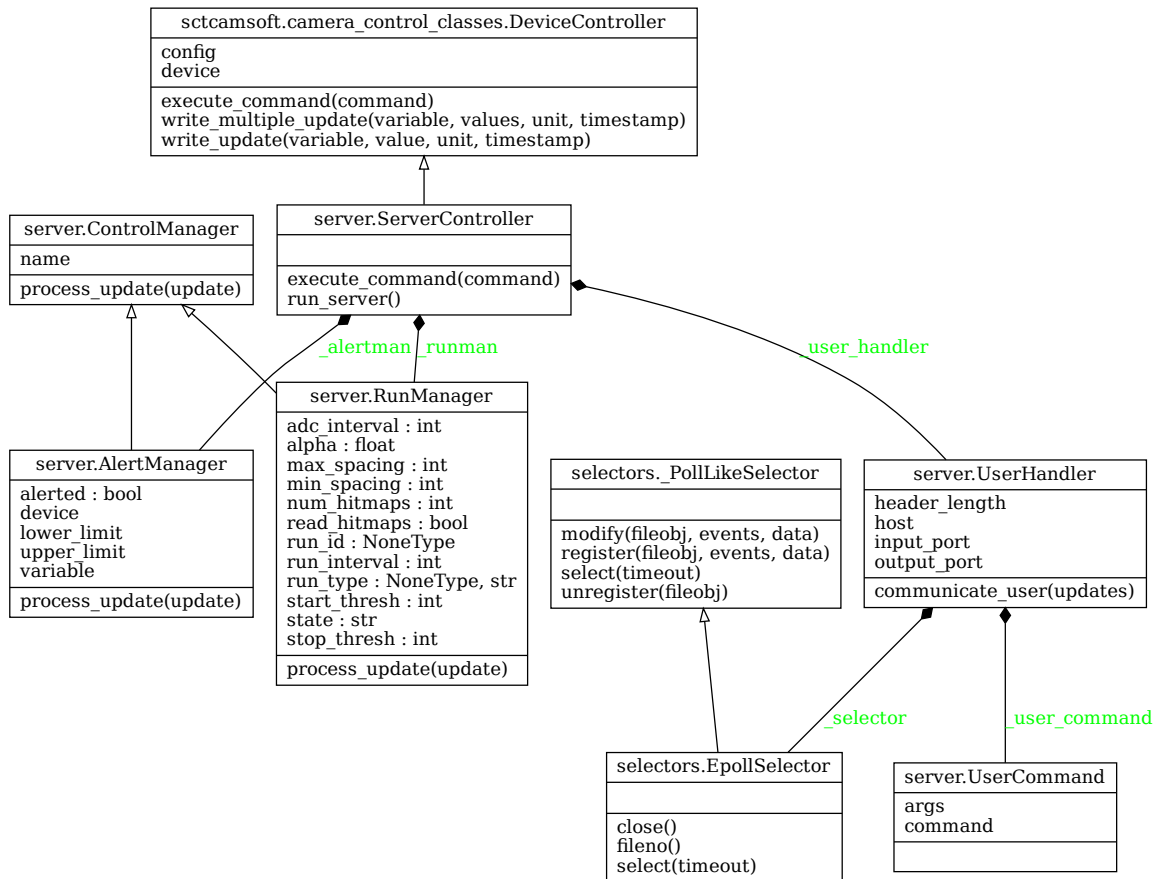 sctcamsoft.camera_control_classes.DeviceController
config
device
execute_command(command)
write_multiple_update(variable, values, unit, timestamp)
write_update(variable, value, unit, timestamp)
server.ControlManager
name
process_update(update)
server.ServerController
execute_command(command)
run_server()
_alertman
_runman
_user_handler
server.AlertManager
alerted : bool
device
lower_limit
upper_limit
variable
process_update(update)
server.RunManager
adc_interval : int
alpha : float
max_spacing : int
min_spacing : int
num_hitmaps : int
read_hitmaps : bool
run_id : NoneType
run_interval : int
run_type : NoneType, str
start_thresh : int
state : str
stop_thresh : int
process_update(update)
selectors._PollLikeSelector
modify(fileobj, events, data)
register(fileobj, events, data)
select(timeout)
unregister(fileobj)
server.UserHandler
header_length
host
input_port
output_port
communicate_user(updates)
_selector
_user_command
selectors.EpollSelector
close()
fileno()
select(timeout)
server.UserCommand
args
command